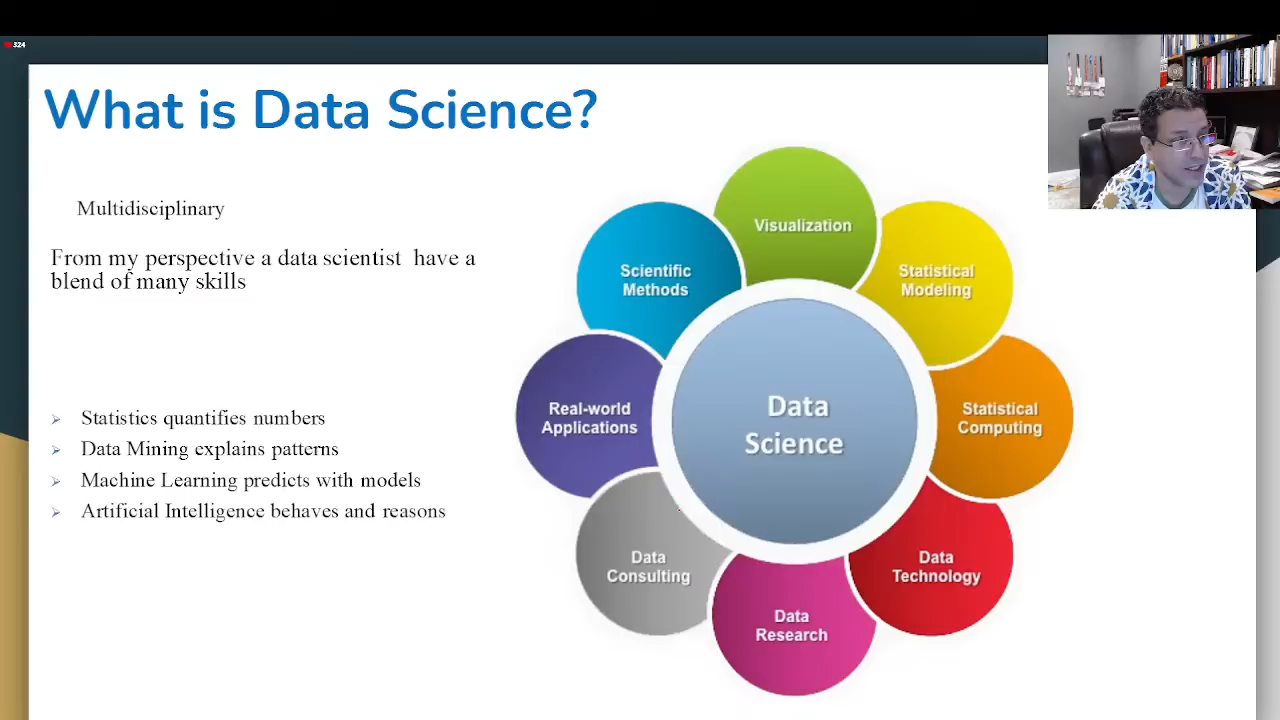 324
What is Data Science?
Multidisciplinary
From my perspective a data scientist have a
blend of many skills
Statistics quantifies numbers
Data Mining explains patterns
Machine Learning predicts with models
Artificial Intelligence behaves and reasons
Visualization
Statistical
Modeling
Statistical
Computing
Data
Technology
Data
Research
Data
Consulting
Real-world
Applications
Scientific
Methods
Data
Science